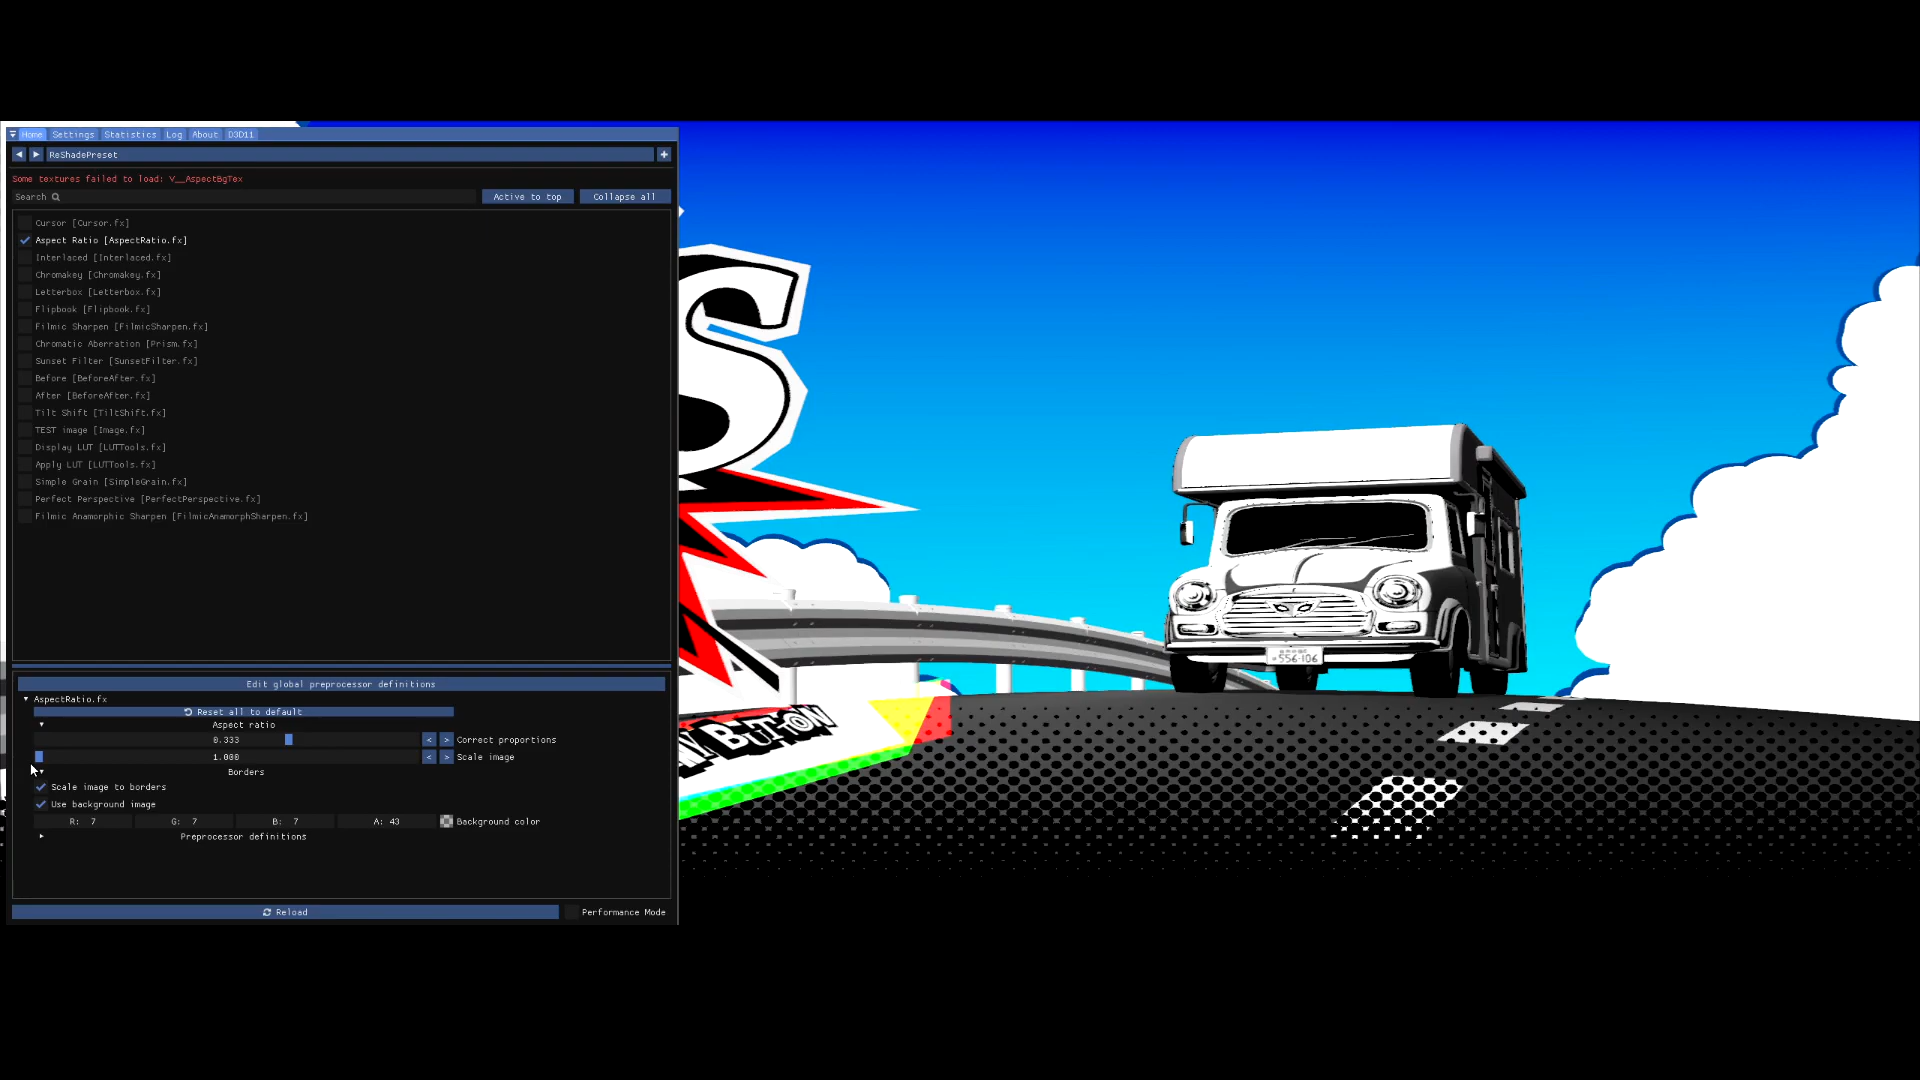 Home Settings Statistics Log About D3D11
ReShadePreset
Some textures failed to load: V__AspectBgTex
Search Active to top Collapse all
Cursor [Cursor.fx]
Aspect Ratio [AspectRatio.fx]
Interlaced [Interlaced.fx]
Chromakey [Chromakey.fx]
Letterbox [Letterbox.fx]
Flipbook [Flipbook.fx]
Filmic Sharpen [FilmicSharpen.fx]
Chromatic Aberration [Prism.fx]
Sunset Filter [SunsetFilter.fx]
Before [BeforeAfter.fx]
After [BeforeAfter.fx]
Tilt Shift [TiltShift.fx]
TEST image [Image.fx]
Display LUT [LUTTools.fx]
Apply LUT [LUTTools.fx]
Simple Grain [SimpleGrain.fx]
Perfect Perspective [PerfectPerspective.fx]
Filmic Anamorphic Sharpen [FilmicAnamorphSharpen.fx]
Edit global preprocessor definitions
AspectRatio.fx
Reset all to default
Aspect ratio
0.333 < > Correct proportions
1.000 < > Scale image
Borders
Scale image to borders
Use background image
R: 7 G: 7 B: 7 A: 43 Background color
Preprocessor definitions
Reload Performance Mode
S
NY BUTTON
556-106